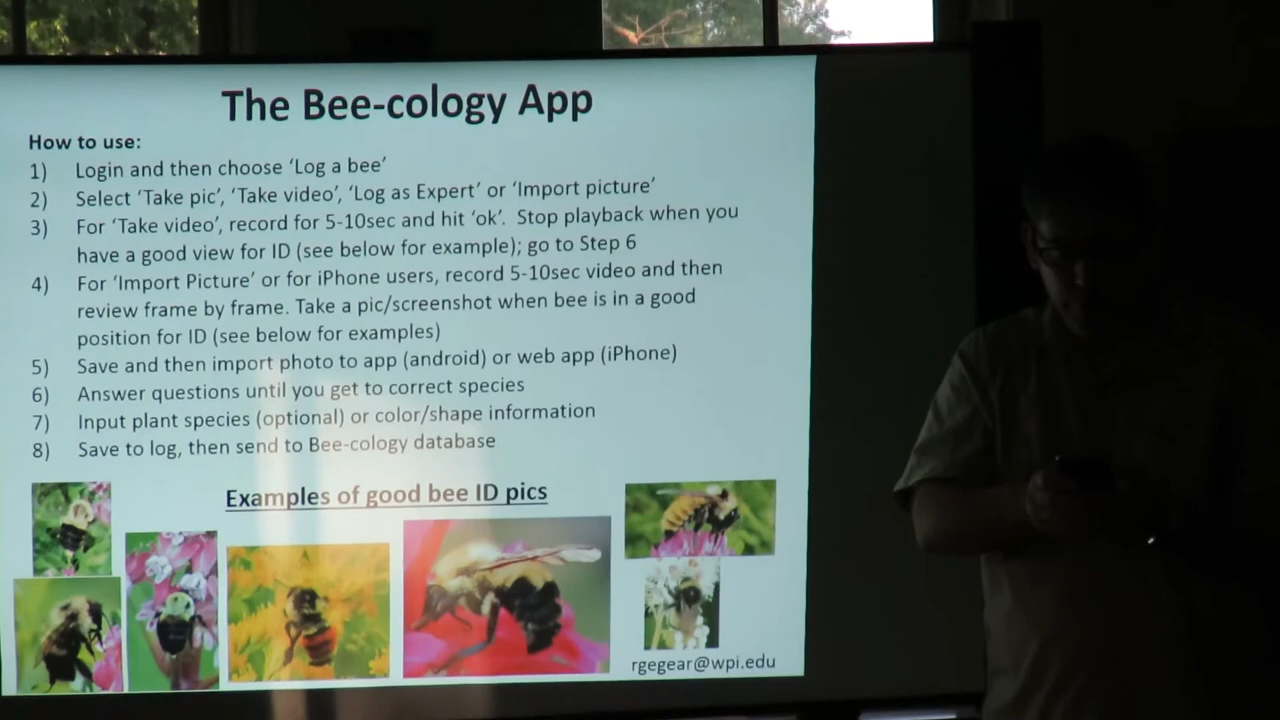 The Bee-cology App
How to use:
1) Login and then choose ‘Log a bee’
2) Select ‘Take pic’, ‘Take video’, ‘Log as Expert’ or ‘Import picture’
3) For ‘Take video’, record for 5-10sec and hit ‘ok’. Stop playback when you
have a good view for ID (see below for example); go to Step 6
4) For ‘Import Picture’ or for iPhone users, record 5-10sec video and then
review frame by frame. Take a pic/screenshot when bee is in a good
position for ID (see below for examples)
5) Save and then import photo to app (android) or web app (iPhone)
6) Answer questions until you get to correct species
7) Input plant species (optional) or color/shape information
8) Save to log, then send to Bee-cology database
Examples of good bee ID pics
rgegear@wpi.edu